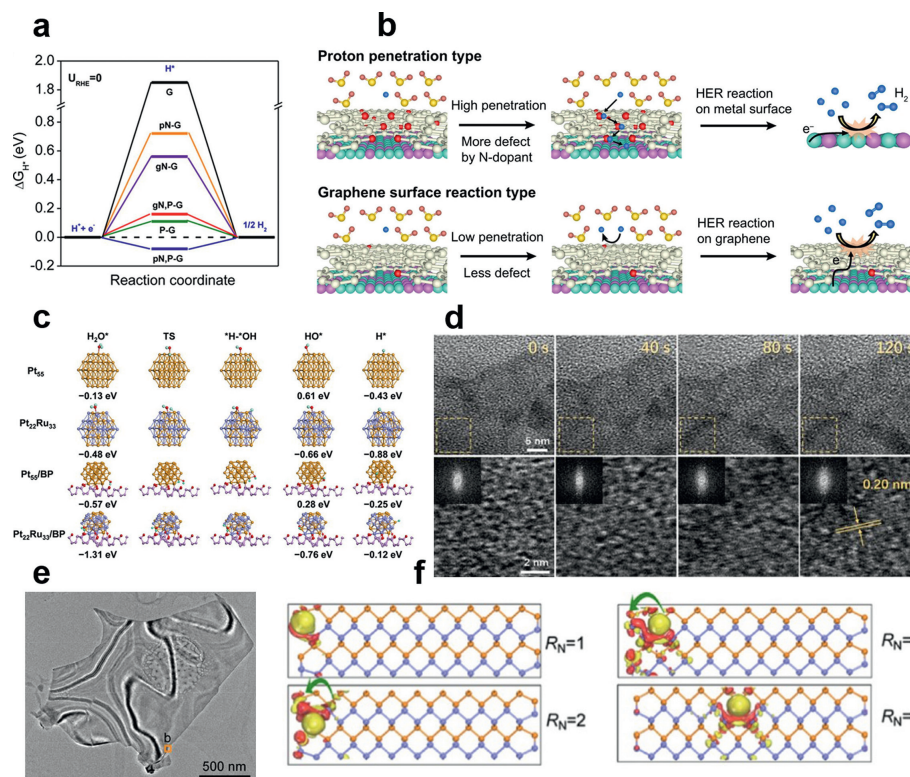 a
U_RHE=0
H*
G
pN-G
gN-G
gN,P-G
P-G
pN,P-G
H⁺+ e⁻
1/2 H₂
2.0
1.8
1.6
0.8
0.6
0.4
0.2
0.0
-0.2
ΔG_H* (eV)
Reaction coordinate
b
Proton penetration type
High penetration
More defect
by N-dopant
HER reaction
on metal surface
H₂
e⁻
Graphene surface reaction type
Low penetration
Less defect
HER reaction
on graphene
e⁻
c
H₂O* TS *H-*OH HO* H*
Pt₅₅
−0.13 eV 0.61 eV −0.43 eV
Pt₂₂Ru₃₃
−0.48 eV −0.66 eV −0.88 eV
Pt₅₅/BP
−0.57 eV 0.28 eV −0.25 eV
Pt₂₂Ru₃₃/BP
−1.31 eV −0.76 eV −0.12 eV
d
0 s 40 s 80 s 120 s
5 nm
0.20 nm
2 nm
e
b
500 nm
f
R_N=1
R_N=2
R_N=
R_N=